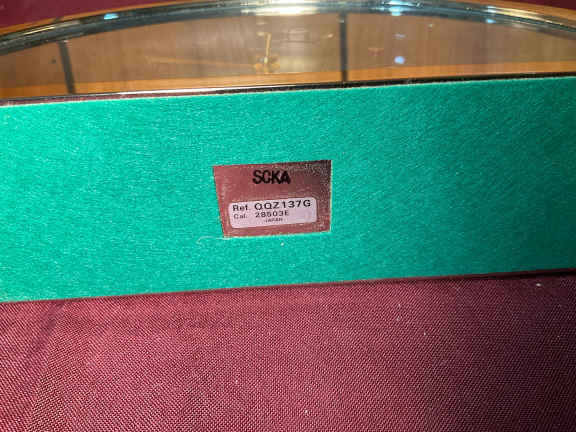 SCKA
Ref. QQZ137G
Cal. 28503E
JAPAN